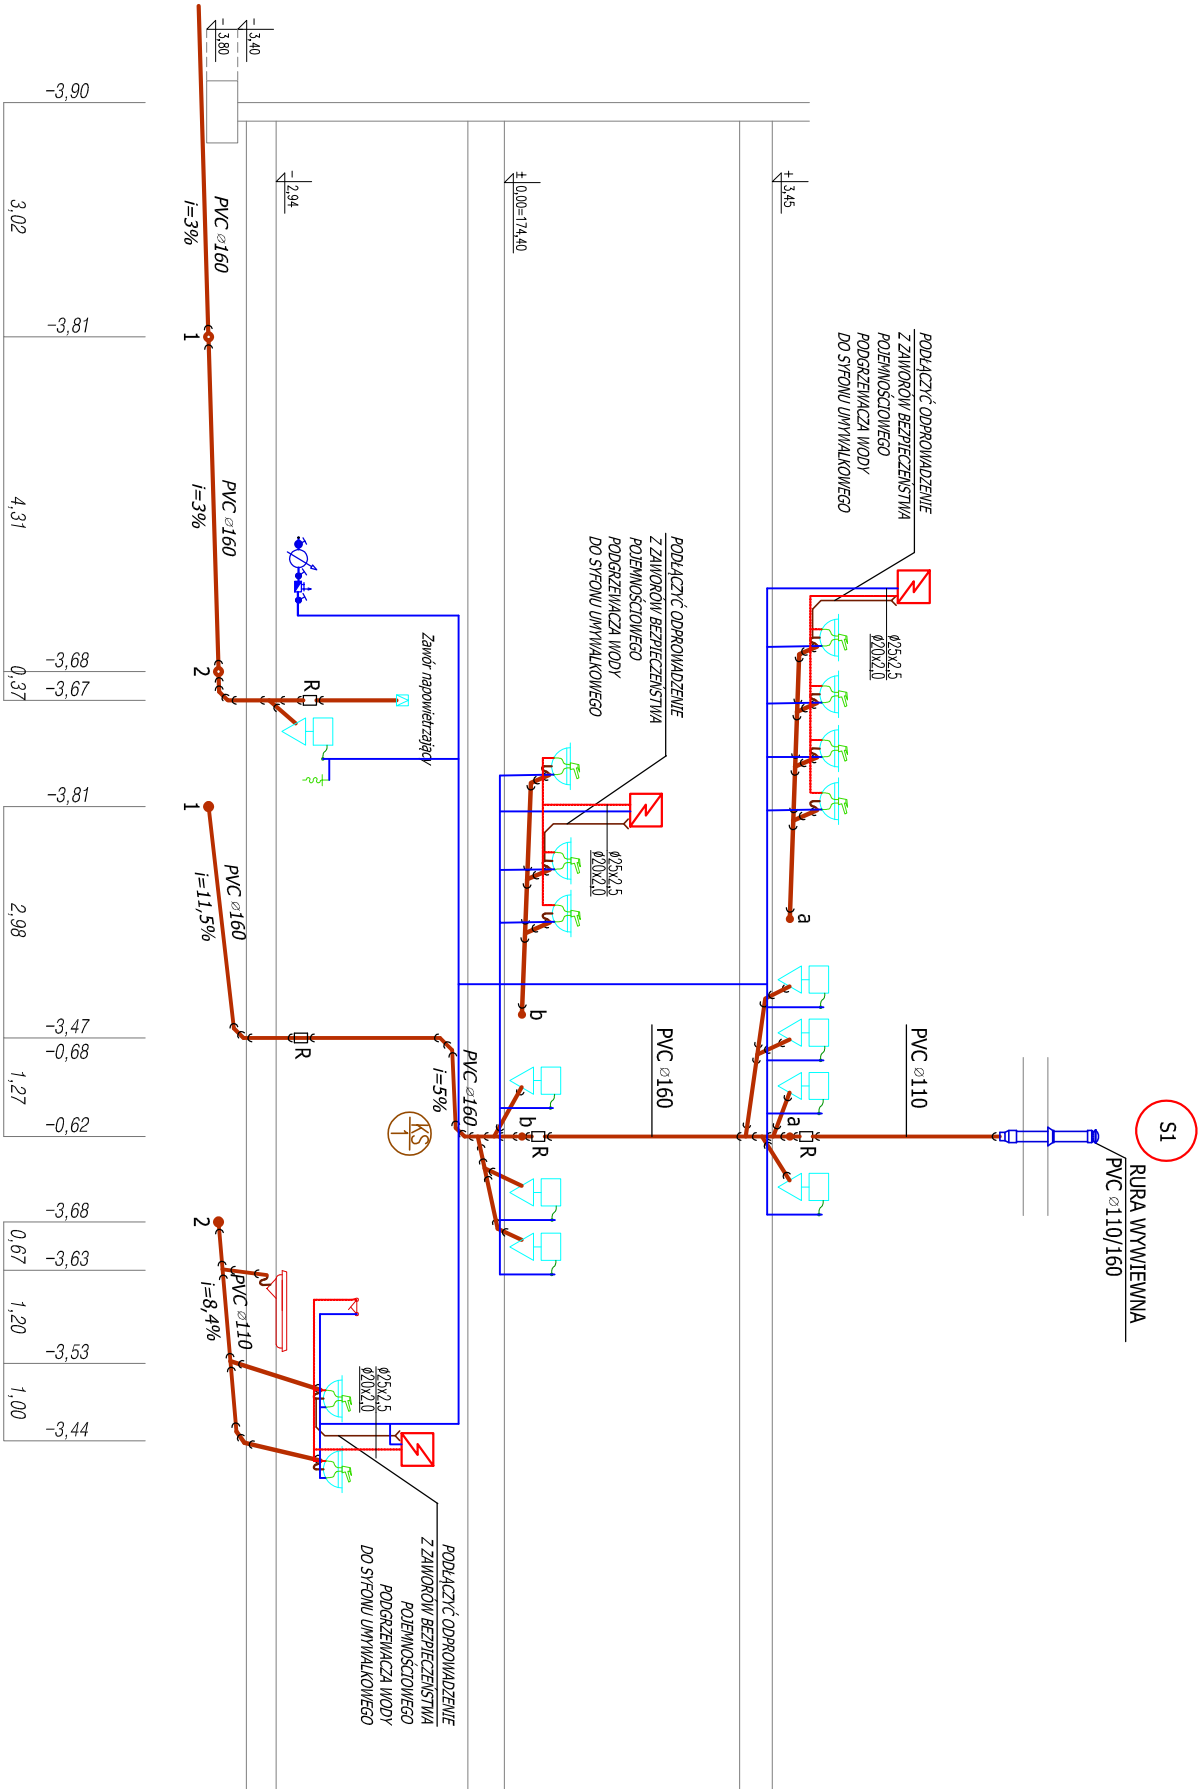 S1
RURA WYWIEWNA
PVC ⌀110/160
PVC ⌀110
PODŁĄCZYĆ ODPROWADZENIE
Z ZAWORÓW BEZPIECZEŃSTWA
POJEMNOŚCIOWEGO
PODGRZEWACZA WODY
DO SYFONU UMYWALKOWEGO
Ø25x2,5
Ø20x2,0
a
a
R
+ 3,45
PVC ⌀160
PODŁĄCZYĆ ODPROWADZENIE
Z ZAWORÓW BEZPIECZEŃSTWA
POJEMNOŚCIOWEGO
PODGRZEWACZA WODY
DO SYFONU UMYWALKOWEGO
Ø25x2,5
Ø20x2,0
b
b
R
± 0,00=174,40
PVC ⌀160
i=5%
KS
1
Zawór napowietrzający
PODŁĄCZYĆ ODPROWADZENIE
Z ZAWORÓW BEZPIECZEŃSTWA
POJEMNOŚCIOWEGO
PODGRZEWACZA WODY
DO SYFONU UMYWALKOWEGO
Ø25x2,5
Ø20x2,0
R
R
- 2,94
- 3,40
- 3,80
PVC ⌀160
i=3%
PVC ⌀160
i=3%
PVC ⌀160
i=11,5%
PVC ⌀110
i=8,4%
1
2
1
2
-3,90
-3,81
-3,68
-3,67
-3,81
-3,47
-0,68
-0,62
-3,68
-3,63
-3,53
-3,44
3,02
4,31
0,37
2,98
1,27
0,67
1,20
1,00